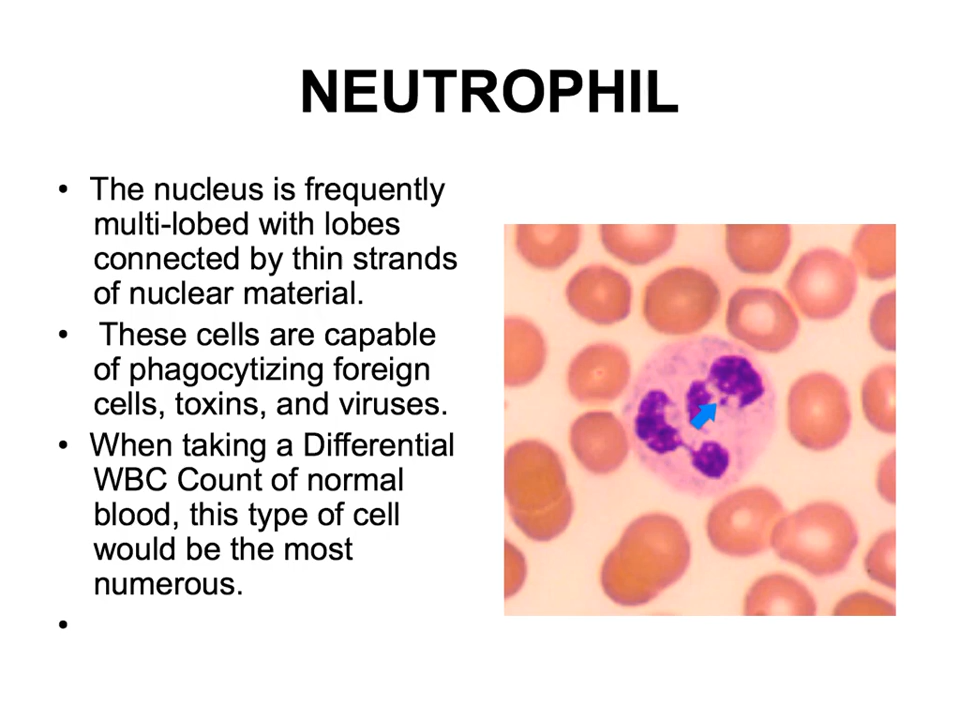 NEUTROPHIL
• The nucleus is frequently
multi-lobed with lobes
connected by thin strands
of nuclear material.
• These cells are capable
of phagocytizing foreign
cells, toxins, and viruses.
• When taking a Differential
WBC Count of normal
blood, this type of cell
would be the most
numerous.
•